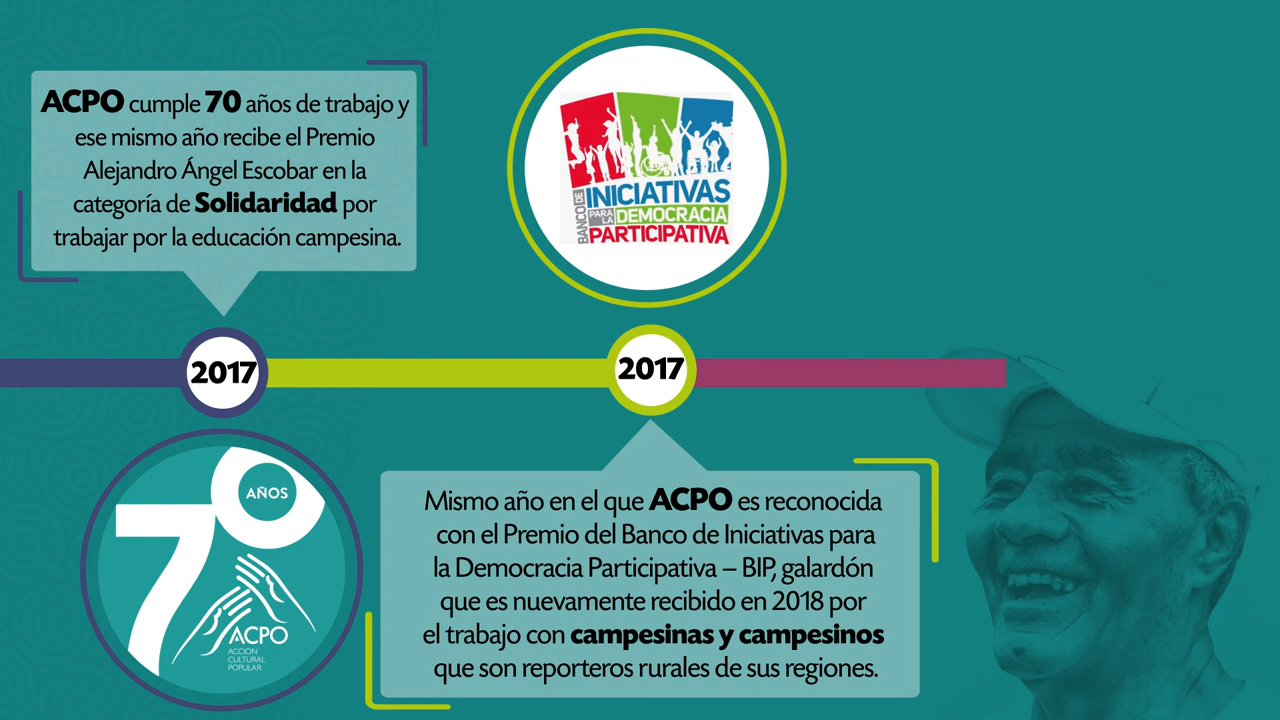 ACPO cumple 70 años de trabajo y
ese mismo año recibe el Premio
Alejandro Ángel Escobar en la
categoría de Solidaridad por
trabajar por la educación campesina.
BANCO DE
INICIATIVAS
PARA LA
DEMOCRACIA
PARTICIPATIVA
2017
2017
70
AÑOS
ACPO
ACCION
CULTURAL
POPULAR
Mismo año en el que ACPO es reconocida
con el Premio del Banco de Iniciativas para
la Democracia Participativa – BIP, galardón
que es nuevamente recibido en 2018 por
el trabajo con campesinas y campesinos
que son reporteros rurales de sus regiones.